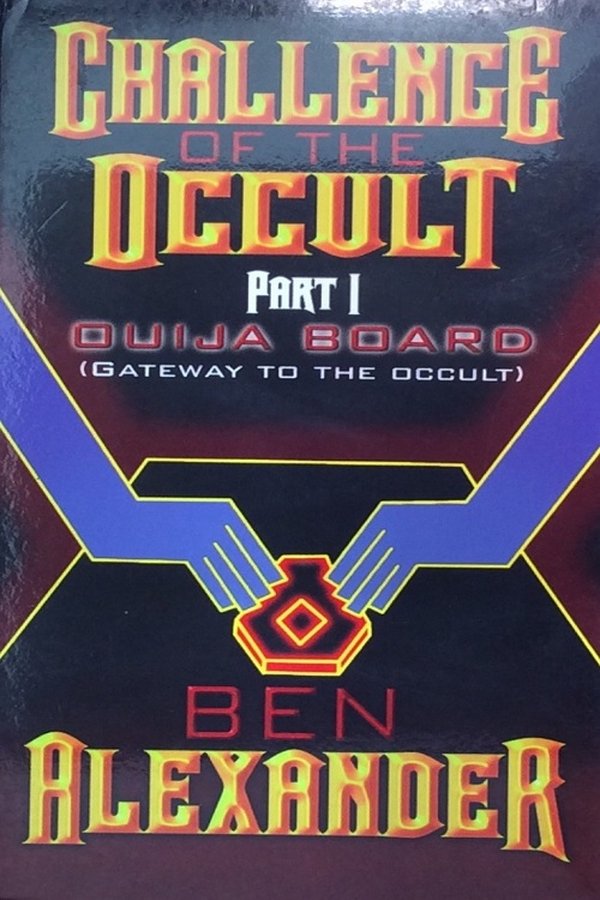 CHALLENGE
OF THE
OCCULT
PART I
OUIJA BOARD
(GATEWAY TO THE OCCULT)
BEN
ALEXANDER